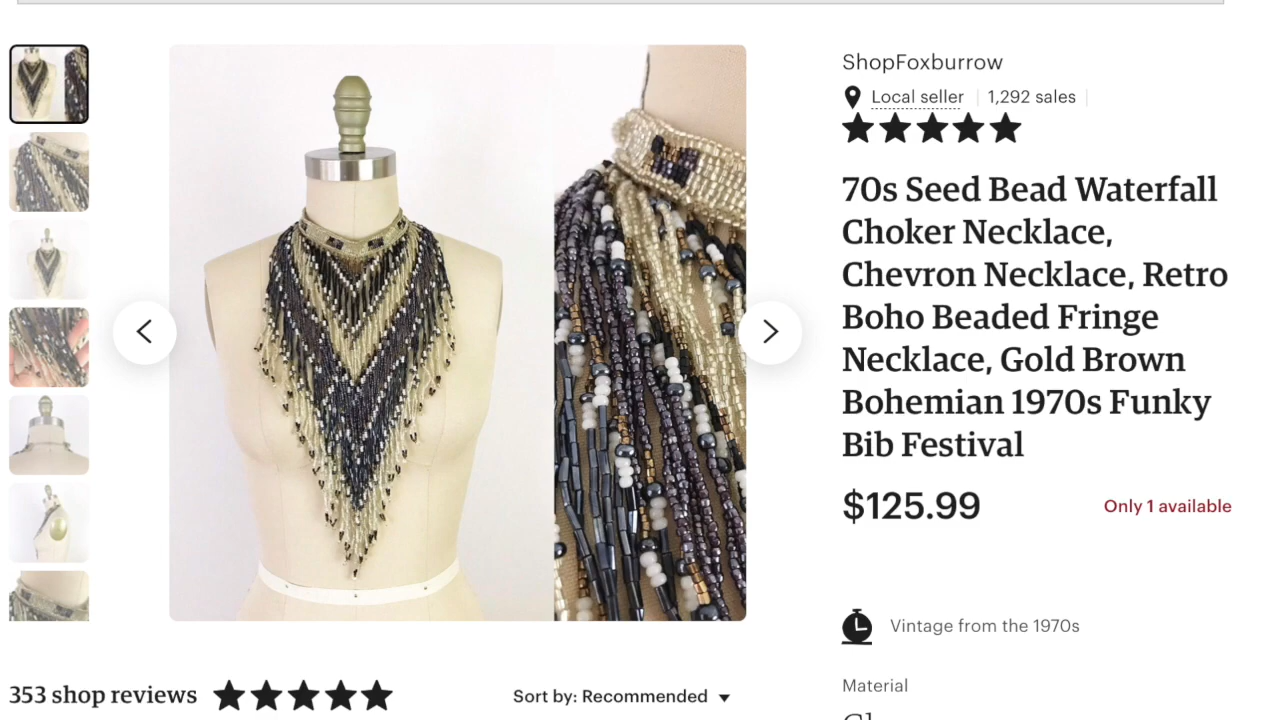 ShopFoxburrow
Local seller
1,292 sales
70s Seed Bead Waterfall
Choker Necklace,
Chevron Necklace, Retro
Boho Beaded Fringe
Necklace, Gold Brown
Bohemian 1970s Funky
Bib Festival
$125.99
Only 1 available
Vintage from the 1970s
Material
353 shop reviews
Sort by: Recommended